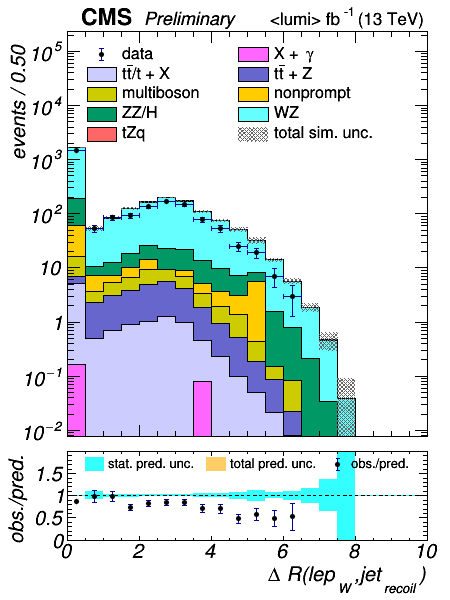 CMS Preliminary <lumi> fb⁻¹ (13 TeV)
events / 0.50
10⁵
10⁴
10³
10²
10
1
10⁻¹
10⁻²
data
X + γ
tt̄/t + X
tt̄ + Z
multiboson
nonprompt
ZZ/H
WZ
tZq
total sim. unc.
obs./pred.
1.5
1
0.5
0
stat. pred. unc.
total pred. unc.
obs./pred.
0 2 4 6 8 10
Δ R(lep_W, jet_recoil)